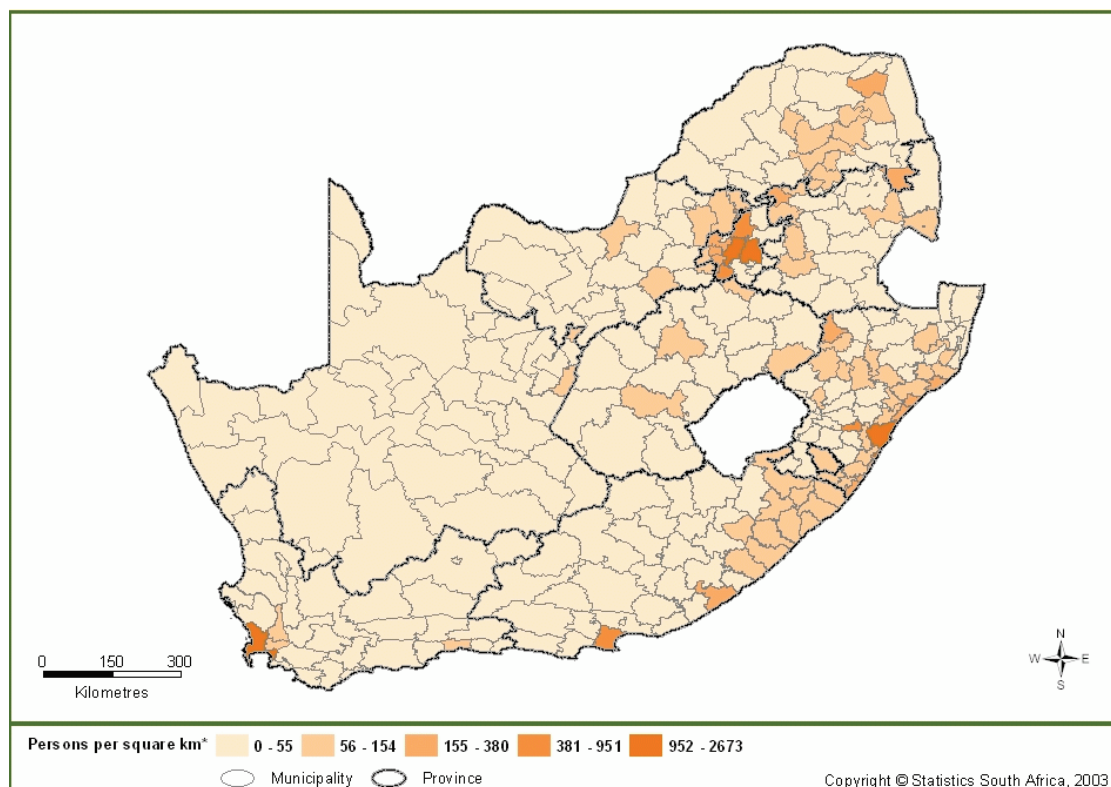 0 150 300
Kilometres
N
W E
S
Persons per square km* 0 - 55 56 - 154 155 - 380 381 - 951 952 - 2673
Municipality Province
Copyright © Statistics South Africa, 2003